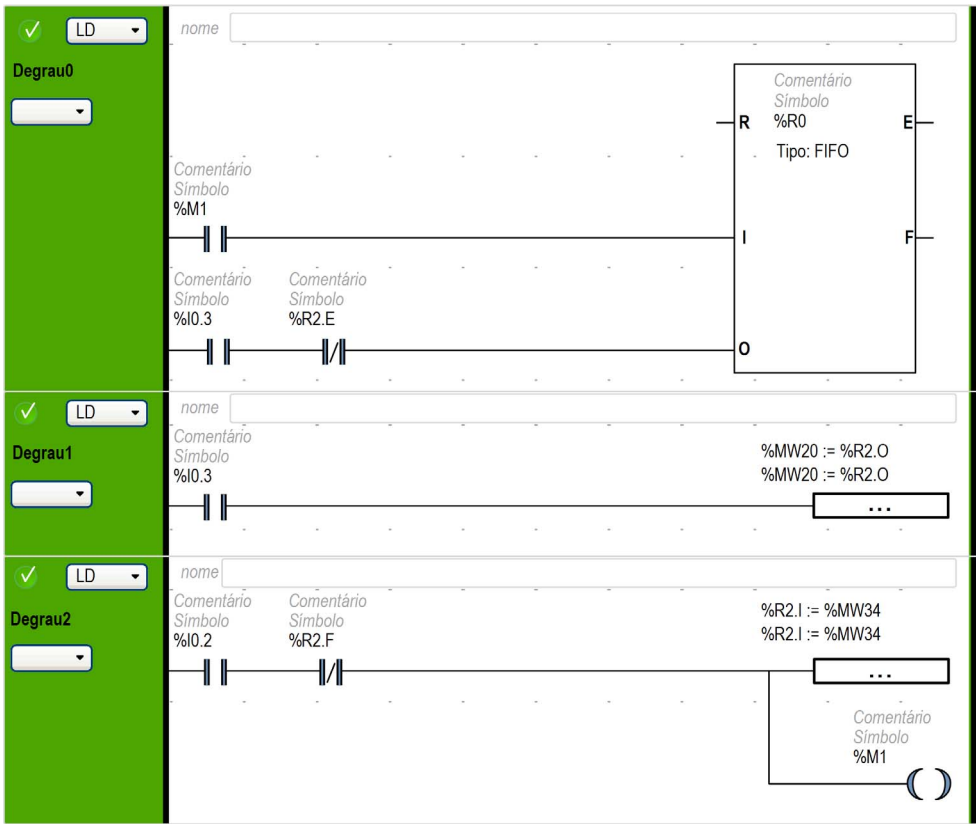 LD
nome
Degrau0
Comentário
Símbolo
%R0
Tipo: FIFO
R
E
I
F
O
Comentário
Símbolo
%M1
Comentário
Símbolo
%I0.3
Comentário
Símbolo
%R2.E
LD
nome
Degrau1
Comentário
Símbolo
%I0.3
%MW20 := %R2.O
%MW20 := %R2.O
...
LD
nome
Degrau2
Comentário
Símbolo
%I0.2
Comentário
Símbolo
%R2.F
%R2.I := %MW34
%R2.I := %MW34
...
Comentário
Símbolo
%M1